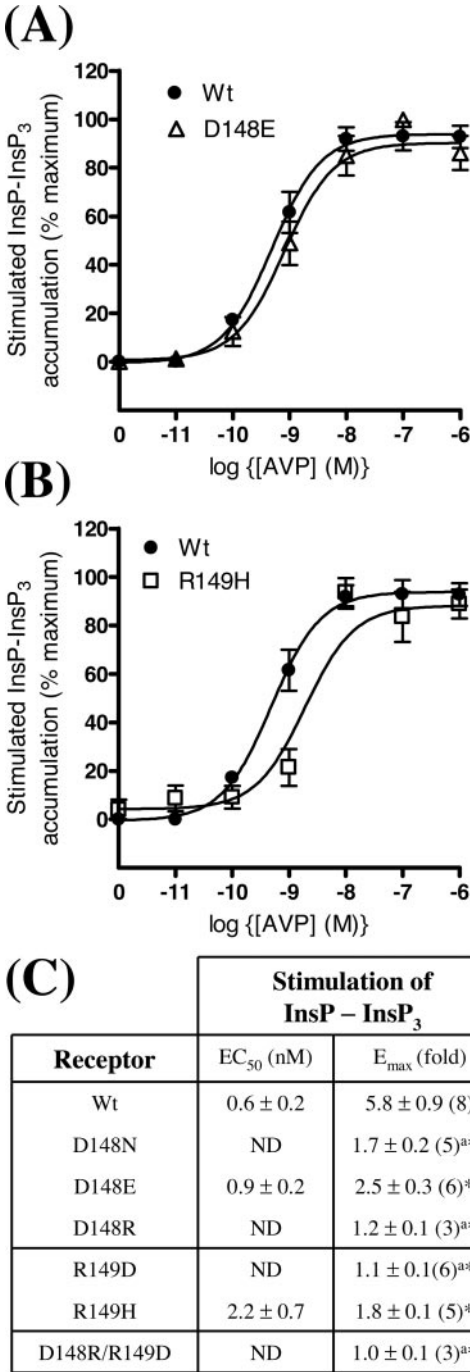 (A)
120
100
80
60
40
20
0
Stimulated InsP-InsP3
accumulation (% maximum)
Wt
D148E
0 -11 -10 -9 -8 -7 -6
log {[AVP] (M)}
(B)
120
100
80
60
40
20
0
Stimulated InsP-InsP3
accumulation (% maximum)
Wt
R149H
0 -11 -10 -9 -8 -7 -6
log {[AVP] (M)}
(C)
Stimulation of
InsP – InsP3
Receptor EC50 (nM) Emax (fold)
Wt 0.6 ± 0.2 5.8 ± 0.9 (8)
D148N ND 1.7 ± 0.2 (5)a*
D148E 0.9 ± 0.2 2.5 ± 0.3 (6)*
D148R ND 1.2 ± 0.1 (3)a*
R149D ND 1.1 ± 0.1(6)a*
R149H 2.2 ± 0.7 1.8 ± 0.1 (5)*
D148R/R149D ND 1.0 ± 0.1 (3)a*